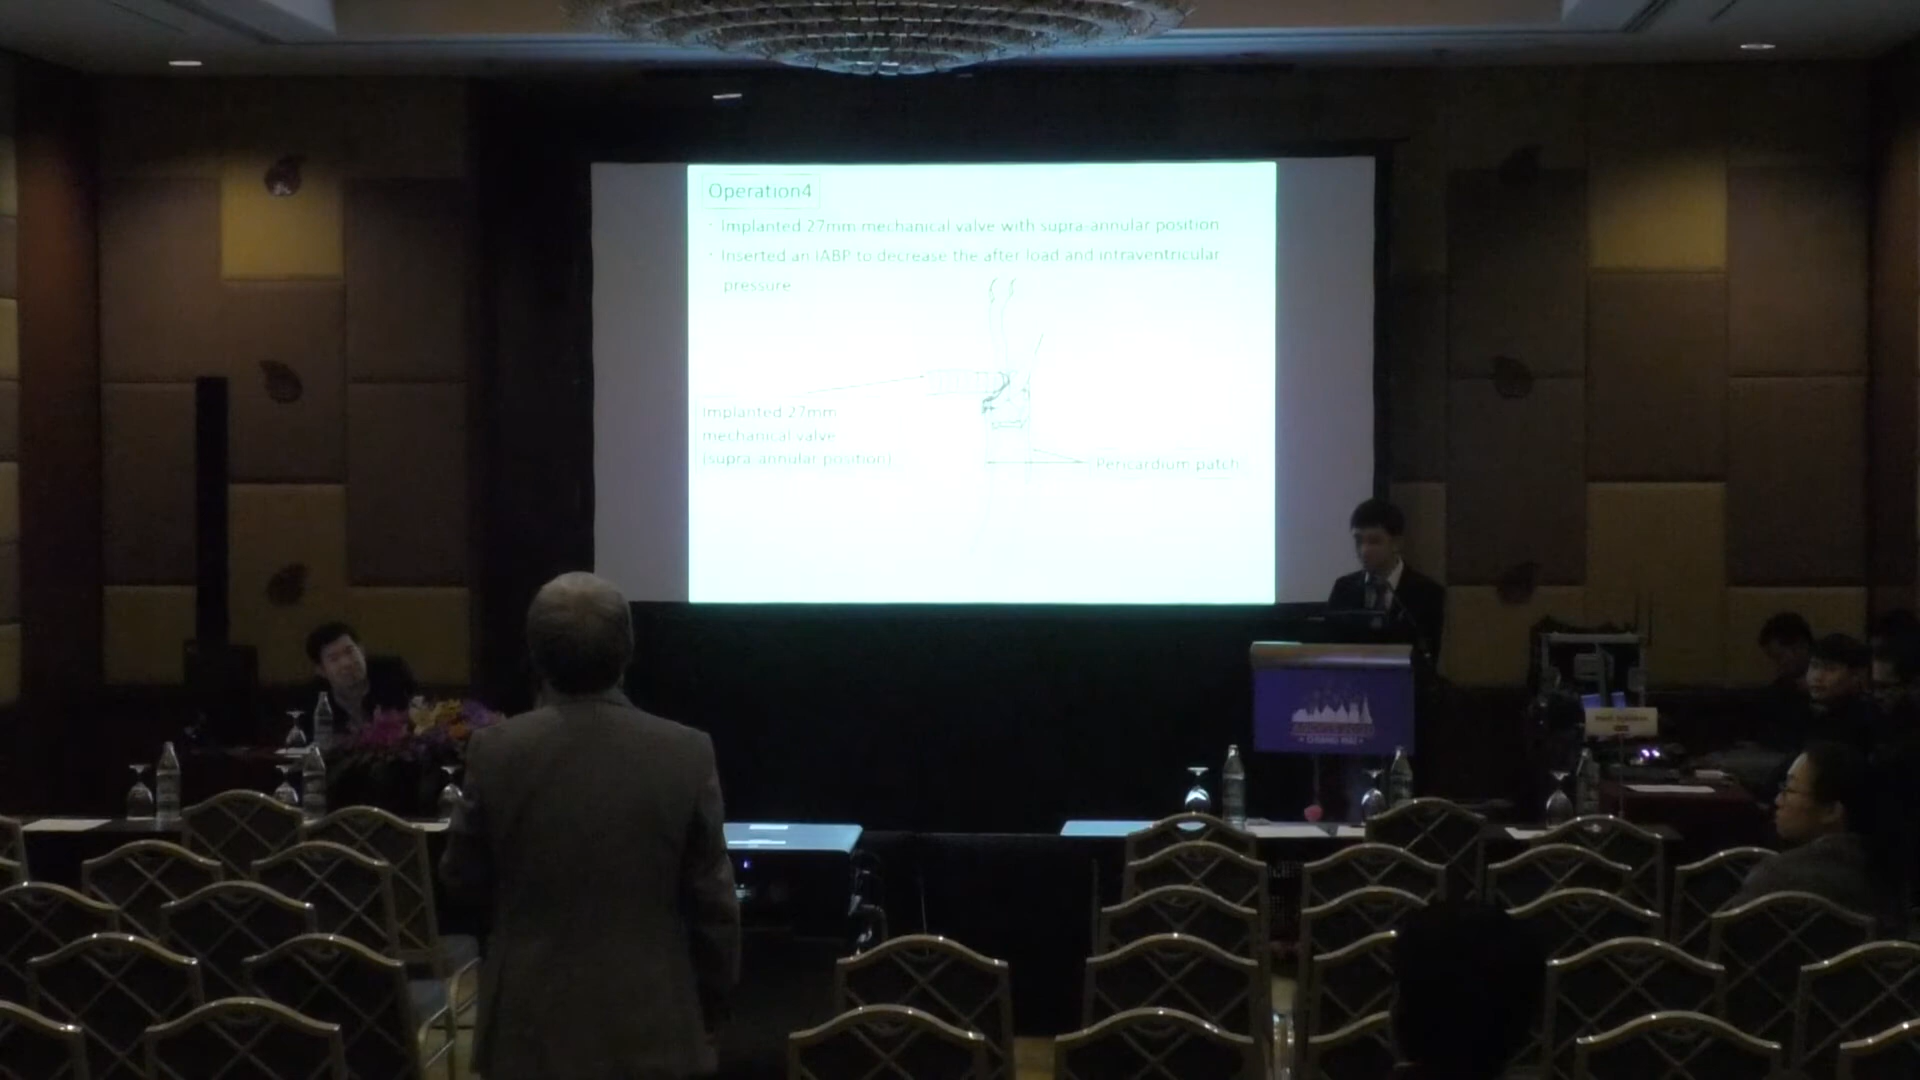 Operation4
・Implanted 27mm mechanical valve with supra-annular position
・Inserted an IABP to decrease the after load and intraventricular
pressure
Implanted 27mm
mechanical valve
(supra-annular position)
Pericardium patch